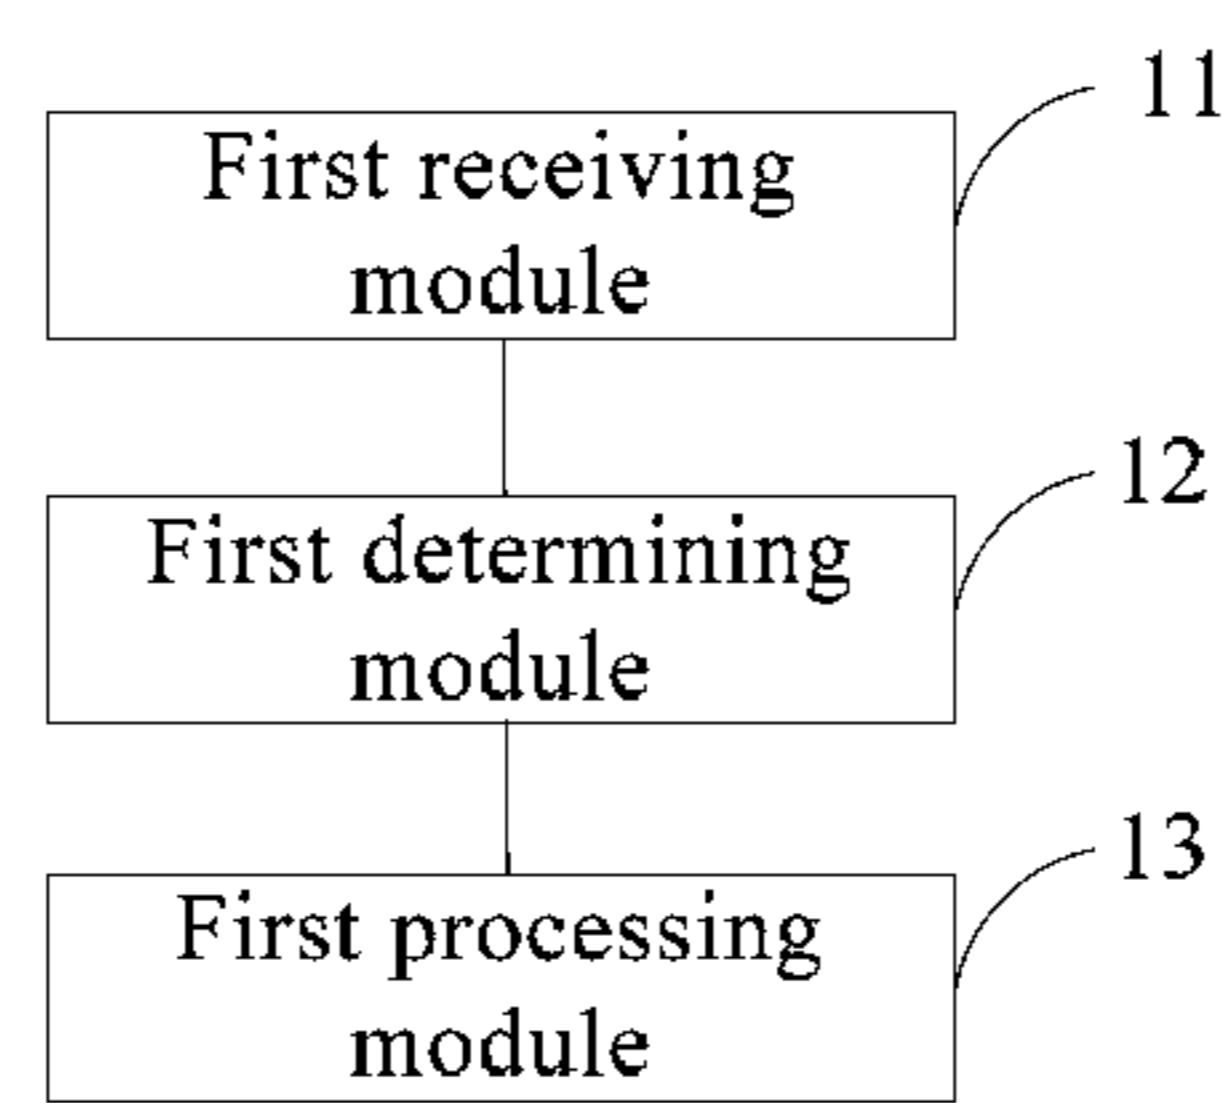 11
First receiving
module
12
First determining
module
13
First processing
module